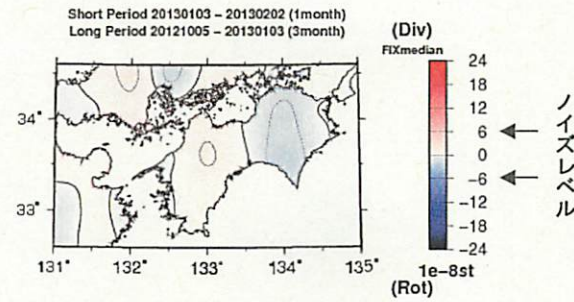 Short Period 20130103 − 20130202 (1month)
Long Period 20121005 − 20130103 (3month)
(Div)
FIXmedian
24
18
12
6
0
−6
−12
−18
−24
1e−8st
(Rot)
ノイズレベル
34˚
33˚
131˚
132˚
133˚
134˚
135˚